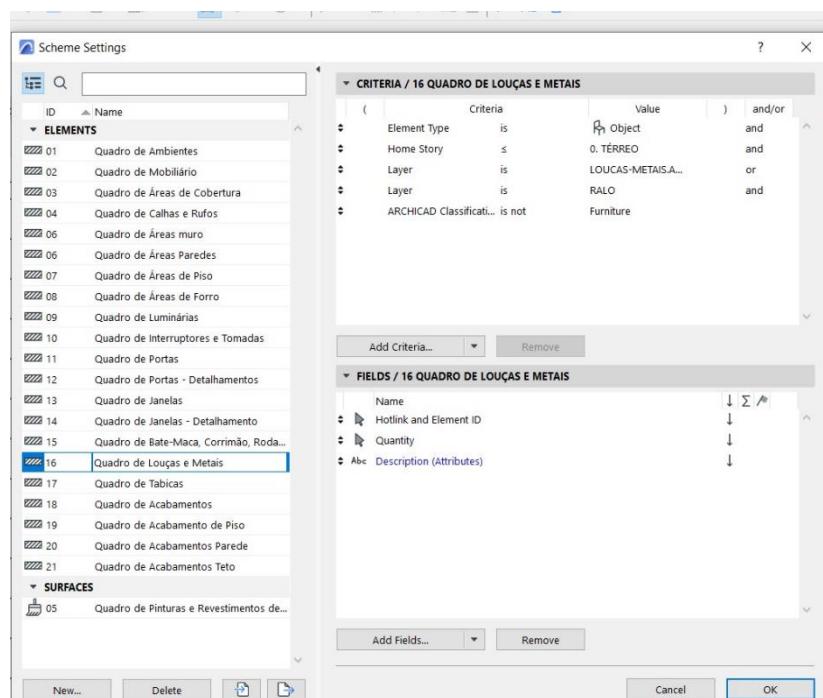 Scheme Settings ? ×
ID Name
ELEMENTS
01 Quadro de Ambientes
02 Quadro de Mobiliário
03 Quadro de Áreas de Cobertura
04 Quadro de Calhas e Rufos
06 Quadro de Áreas muro
06 Quadro de Áreas Paredes
07 Quadro de Áreas de Piso
08 Quadro de Áreas de Forro
09 Quadro de Luminárias
10 Quadro de Interruptores e Tomadas
11 Quadro de Portas
12 Quadro de Portas - Detalhamentos
13 Quadro de Janelas
14 Quadro de Janelas - Detalhamento
15 Quadro de Bate-Maca, Corrimão, Roda...
16 Quadro de Louças e Metais
17 Quadro de Tabicas
18 Quadro de Acabamentos
19 Quadro de Acabamento de Piso
20 Quadro de Acabamentos Parede
21 Quadro de Acabamentos Teto
SURFACES
05 Quadro de Pinturas e Revestimentos de...
New... Delete
CRITERIA / 16 QUADRO DE LOUÇAS E METAIS
( Criteria Value ) and/or
Element Type is Object and
Home Story ≤ 0. TÉRREO and
Layer is LOUCAS-METAIS.A... or
Layer is RALO and
ARCHICAD Classificati... is not Furniture
Add Criteria... Remove
FIELDS / 16 QUADRO DE LOUÇAS E METAIS
Name ↓ Σ
Hotlink and Element ID ↓
Quantity ↓
Abc Description (Attributes) ↓
Add Fields... Remove
Cancel OK